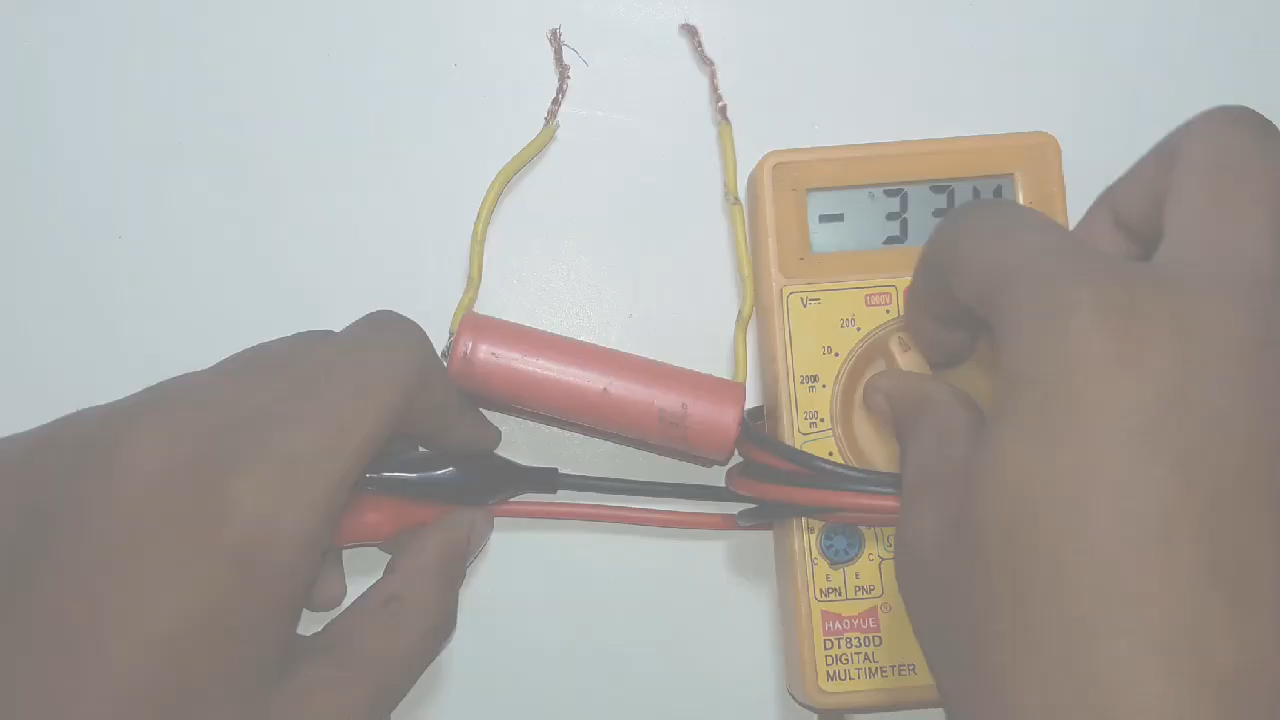 - 33
V⎓
1000V
200
20
2000
m
200
m
C
E
E
C
NPN
PNP
HAOYUE ®
DT830D
DIGITAL
MULTIMETER